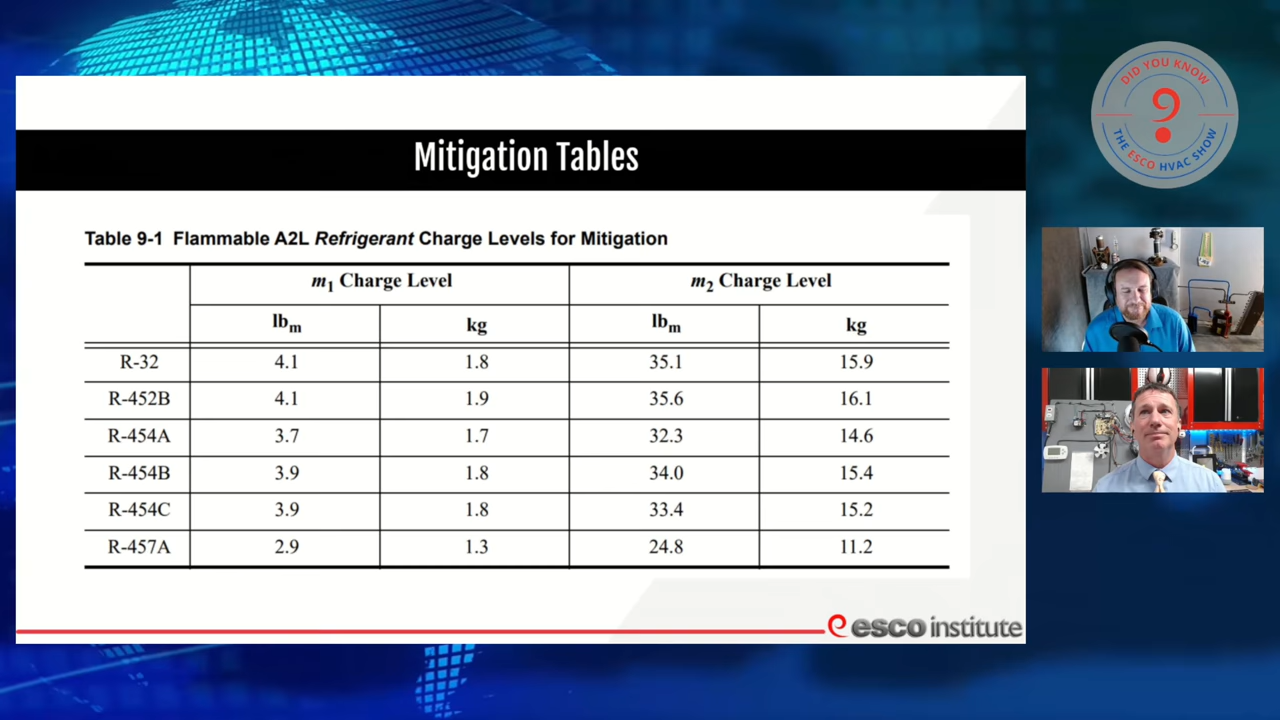 Mitigation Tables
Table 9-1 Flammable A2L Refrigerant Charge Levels for Mitigation
m1 Charge Level m2 Charge Level
lbm kg lbm kg
R-32 4.1 1.8 35.1 15.9
R-452B 4.1 1.9 35.6 16.1
R-454A 3.7 1.7 32.3 14.6
R-454B 3.9 1.8 34.0 15.4
R-454C 3.9 1.8 33.4 15.2
R-457A 2.9 1.3 24.8 11.2
esco institute
DID YOU KNOW
?
THE ESCO HVAC SHOW